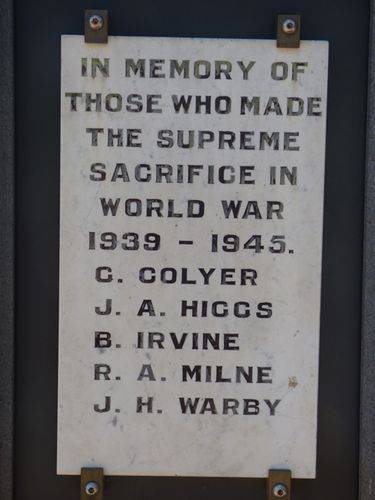 IN MEMORY OF
THOSE WHO MADE
THE SUPREME
SACRIFICE IN
WORLD WAR
1939 - 1945.
C. COLYER
J. A. HIGGS
B. IRVINE
R. A. MILNE
J. H. WARBY